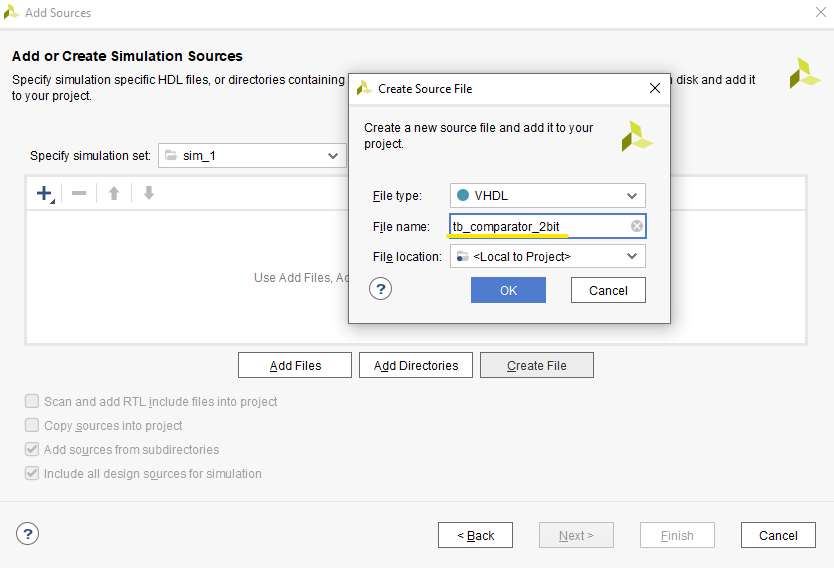 Add Sources
Add or Create Simulation Sources
Specify simulation specific HDL files, or directories containing
disk and add it
to your project.
Specify simulation set:
sim_1
Use Add Files,
Create Source File
Create a new source file and add it to your
project.
File type:
VHDL
File name:
tb_comparator_2bit
File location:
<Local to Project>
?
OK
Cancel
Add Files
Add Directories
Create File
Scan and add RTL include files into project
Copy sources into project
Add sources from subdirectories
Include all design sources for simulation
?
< Back
Next >
Finish
Cancel